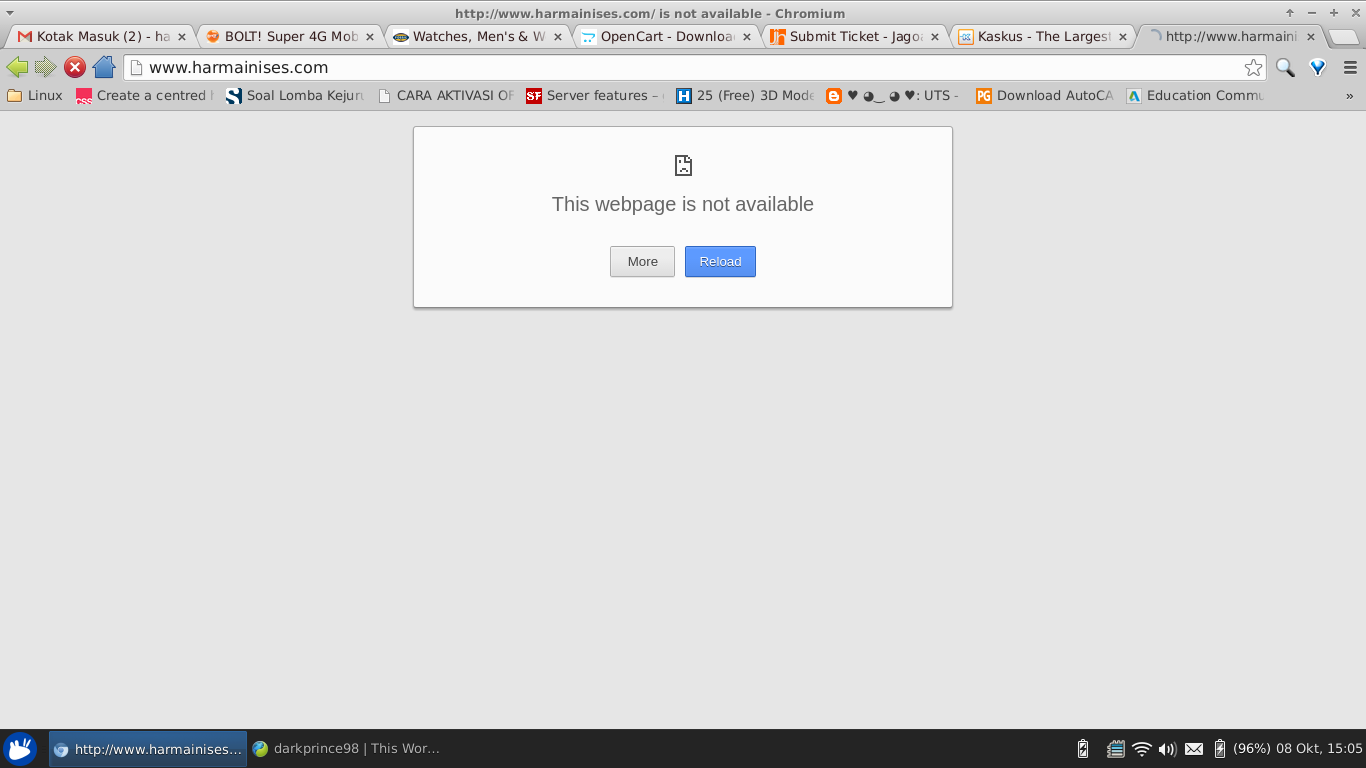 http://www.harmainises.com/ is not available - Chromium
Kotak Masuk (2) - ha
BOLT! Super 4G Mob
Watches, Men's & W
OpenCart - Downloa
Submit Ticket - Jago
Kaskus - The Largest
http://www.harmaini
www.harmainises.com
Linux
Create a centred
Soal Lomba Kejuru
CARA AKTIVASI OF
SF Server features –
H 25 (Free) 3D Mode
♥ ◕‿◕ ♥: UTS -
PG Download AutoCA
Education Commu
»
This webpage is not available
More
Reload
http://www.harmainises...
darkprince98 | This Wor...
(96%) 08 Okt, 15:05